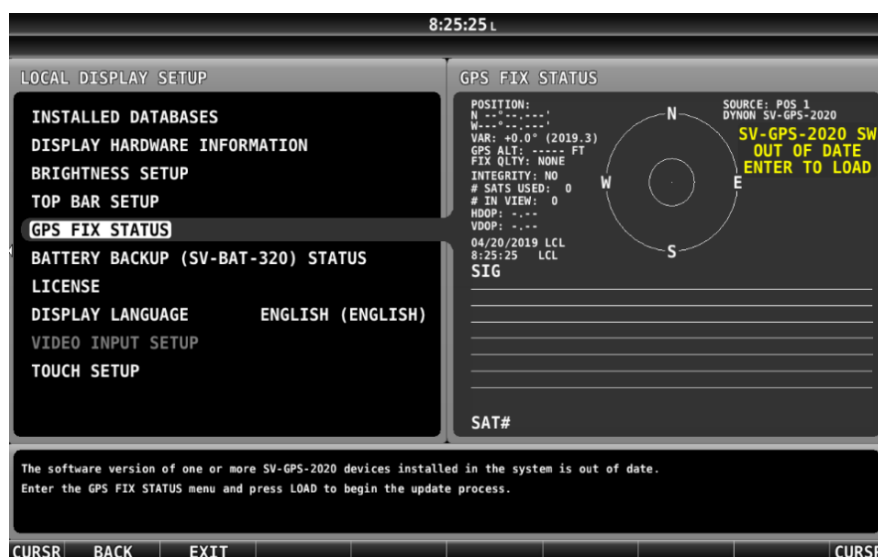 8:25:25 L
LOCAL DISPLAY SETUP
INSTALLED DATABASES
DISPLAY HARDWARE INFORMATION
BRIGHTNESS SETUP
TOP BAR SETUP
GPS FIX STATUS
BATTERY BACKUP (SV-BAT-320) STATUS
LICENSE
DISPLAY LANGUAGE ENGLISH (ENGLISH)
VIDEO INPUT SETUP
TOUCH SETUP
GPS FIX STATUS
POSITION:
N --°--.---'
W---°--.---'
VAR: +0.0° (2019.3)
GPS ALT: ----- FT
FIX QLTY: NONE
INTEGRITY: NO
# SATS USED: 0
# IN VIEW: 0
HDOP: -.--
VDOP: -.--
04/20/2019 LCL
8:25:25 LCL
SIG
SAT#
N
W
E
S
SOURCE: POS 1
DYNON SV-GPS-2020
SV-GPS-2020 SW
OUT OF DATE
ENTER TO LOAD
The software version of one or more SV-GPS-2020 devices installed in the system is out of date.
Enter the GPS FIX STATUS menu and press LOAD to begin the update process.
CURSR BACK EXIT CURSR